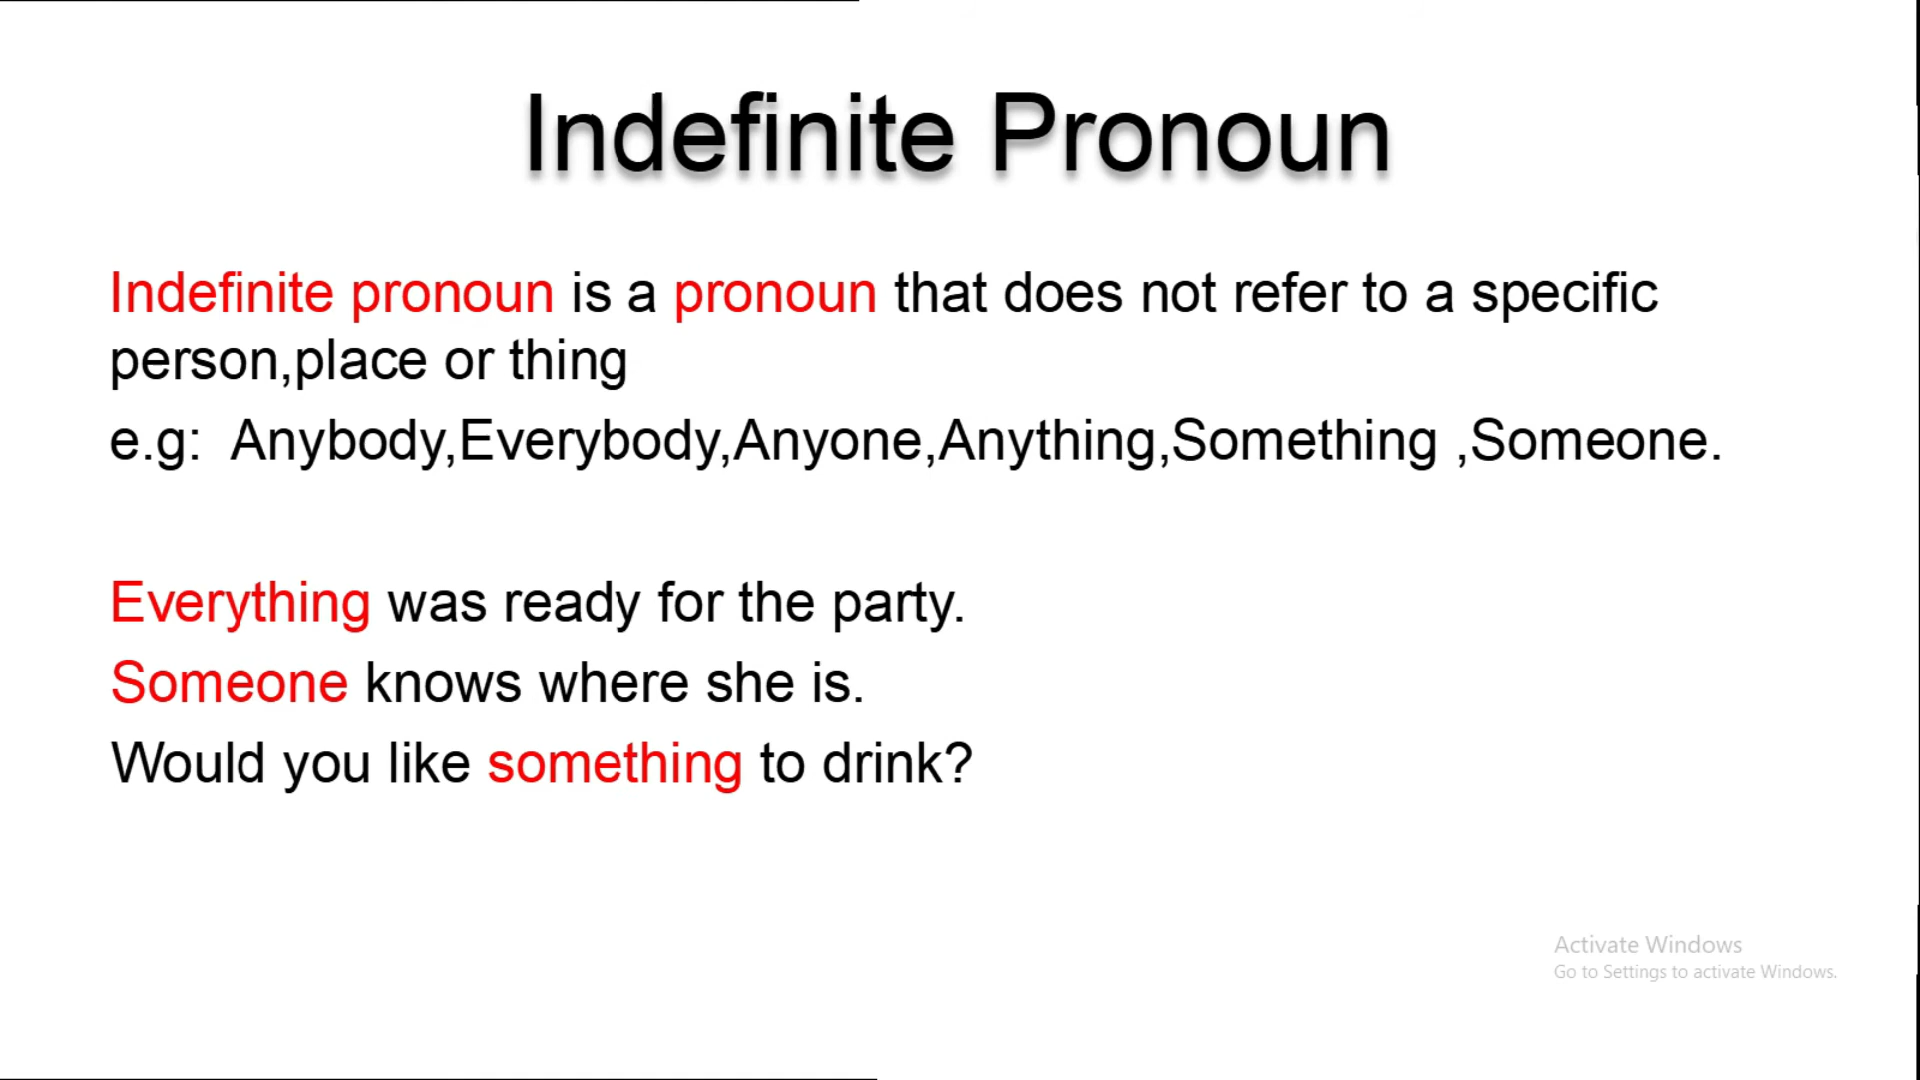 Indefinite Pronoun
Indefinite pronoun is a pronoun that does not refer to a specific
person,place or thing
e.g:  Anybody,Everybody,Anyone,Anything,Something ,Someone.
Everything was ready for the party.
Someone knows where she is.
Would you like something to drink?
Activate Windows
Go to Settings to activate Windows.